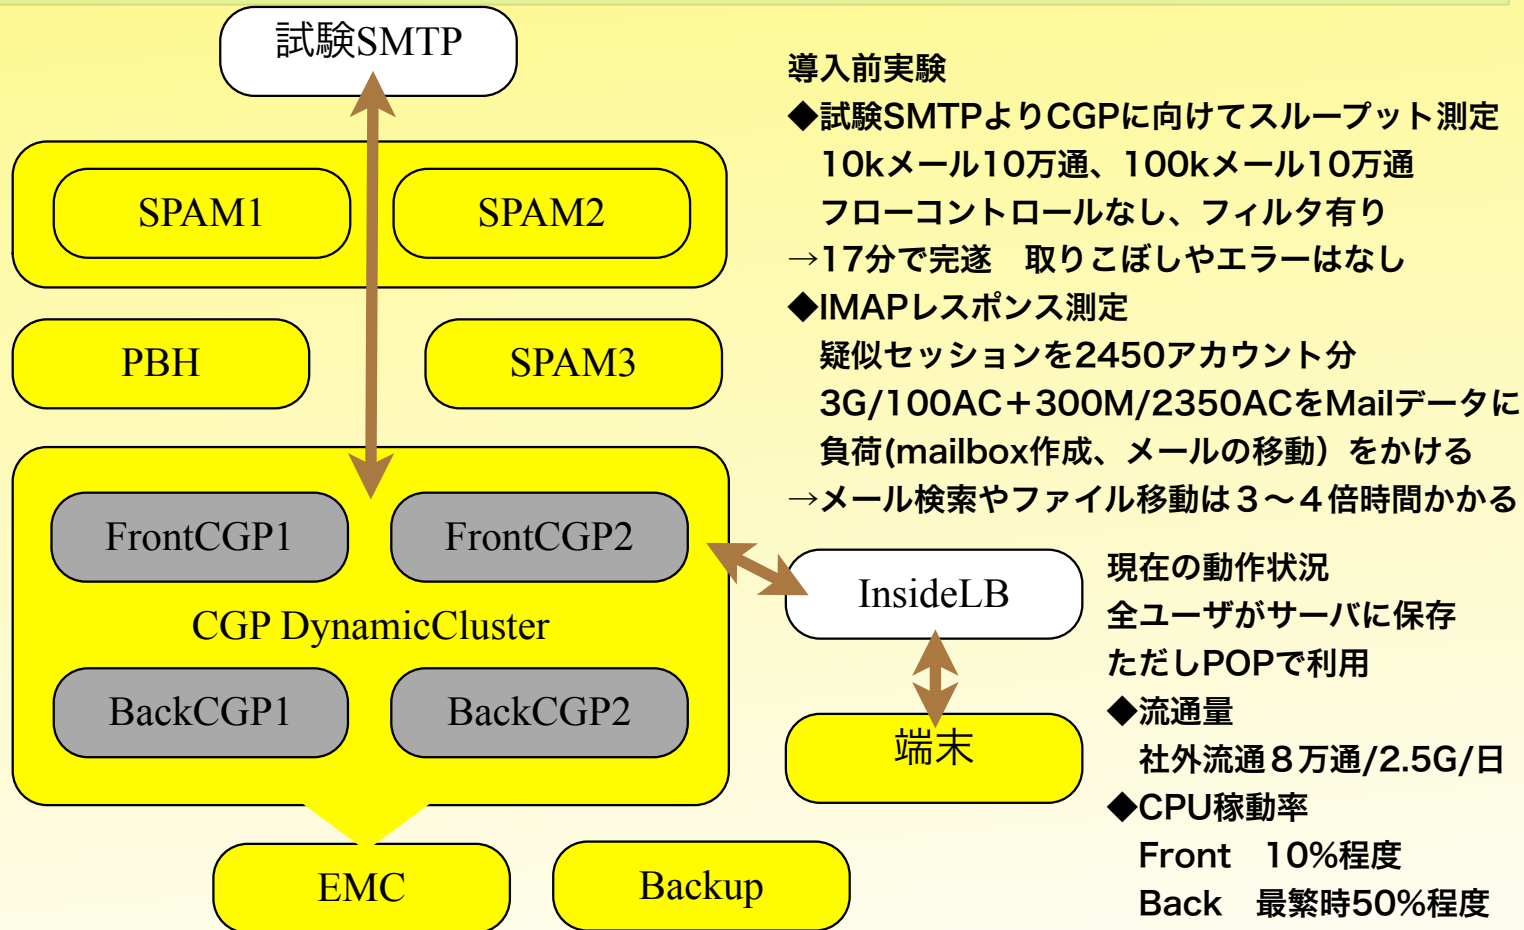 試験SMTP
SPAM1
SPAM2
PBH
SPAM3
FrontCGP1
FrontCGP2
CGP DynamicCluster
BackCGP1
BackCGP2
EMC
Backup
InsideLB
端末
導入前実験
◆試験SMTPよりCGPに向けてスループット測定
10kメール10万通、100kメール10万通
フローコントロールなし、フィルタ有り
→17分で完遂　取りこぼしやエラーはなし
◆IMAPレスポンス測定
疑似セッションを2450アカウント分
3G/100AC＋300M/2350ACをMailデータに
負荷(mailbox作成、メールの移動）をかける
→メール検索やファイル移動は３〜４倍時間かかる
現在の動作状況
全ユーザがサーバに保存
ただしPOPで利用
◆流通量
社外流通８万通/2.5G/日
◆CPU稼動率
Front　10%程度
Back　最繁時50%程度